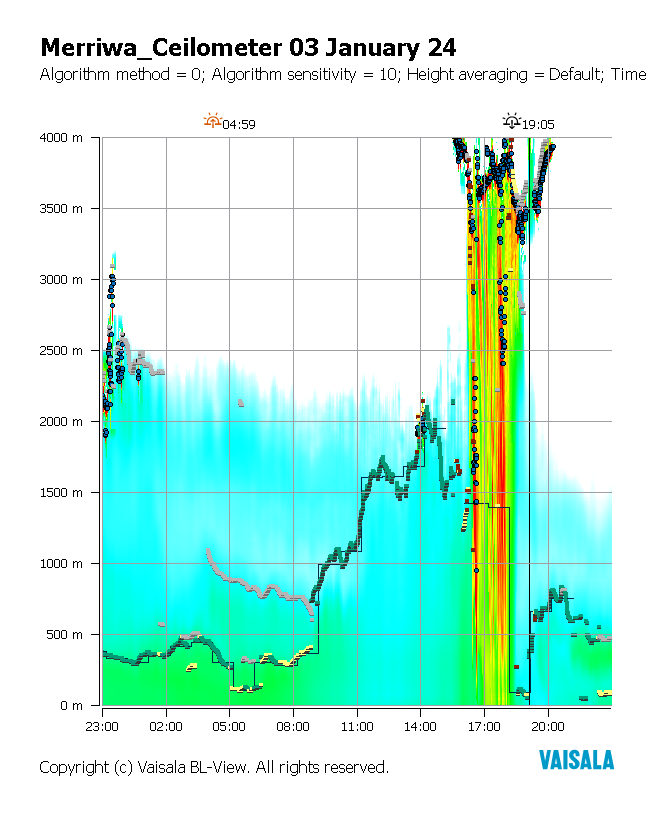 Merriwa_Ceilometer 03 January 24
Algorithm method = 0; Algorithm sensitivity = 10; Height averaging = Default; Time
04:59 19:05
4000 m
3500 m
3000 m
2500 m
2000 m
1500 m
1000 m
500 m
0 m
23:00 02:00 05:00 08:00 11:00 14:00 17:00 20:00
Copyright (c) Vaisala BL-View. All rights reserved.
VAISALA